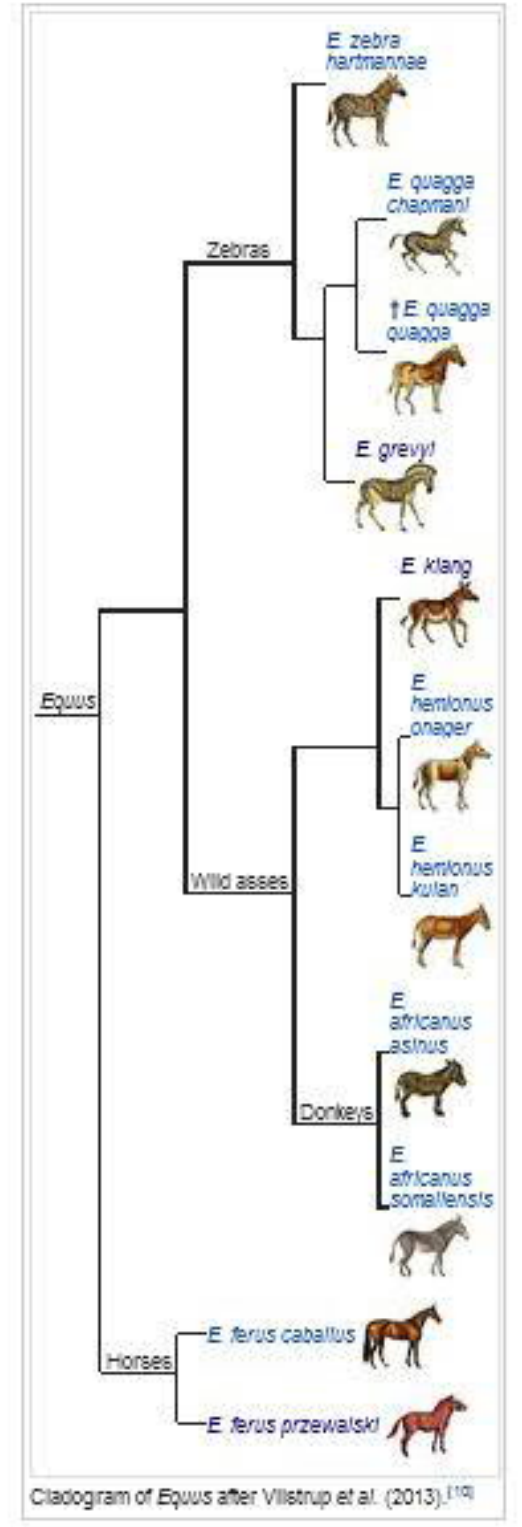 E. zebra
hartmannae
E. quagga
chapmani
Zebras
†E. quagga
quagga
E. grevyi
E. kiang
E.
hemionus
onager
Equus
E.
hemionus
kulan
Wild asses
E.
africanus
asinus
Donkeys
E.
africanus
somaliensis
E. ferus caballus
Horses
E. ferus przewalski
Cladogram of Equus after Vilstrup et al. (2013).[10]